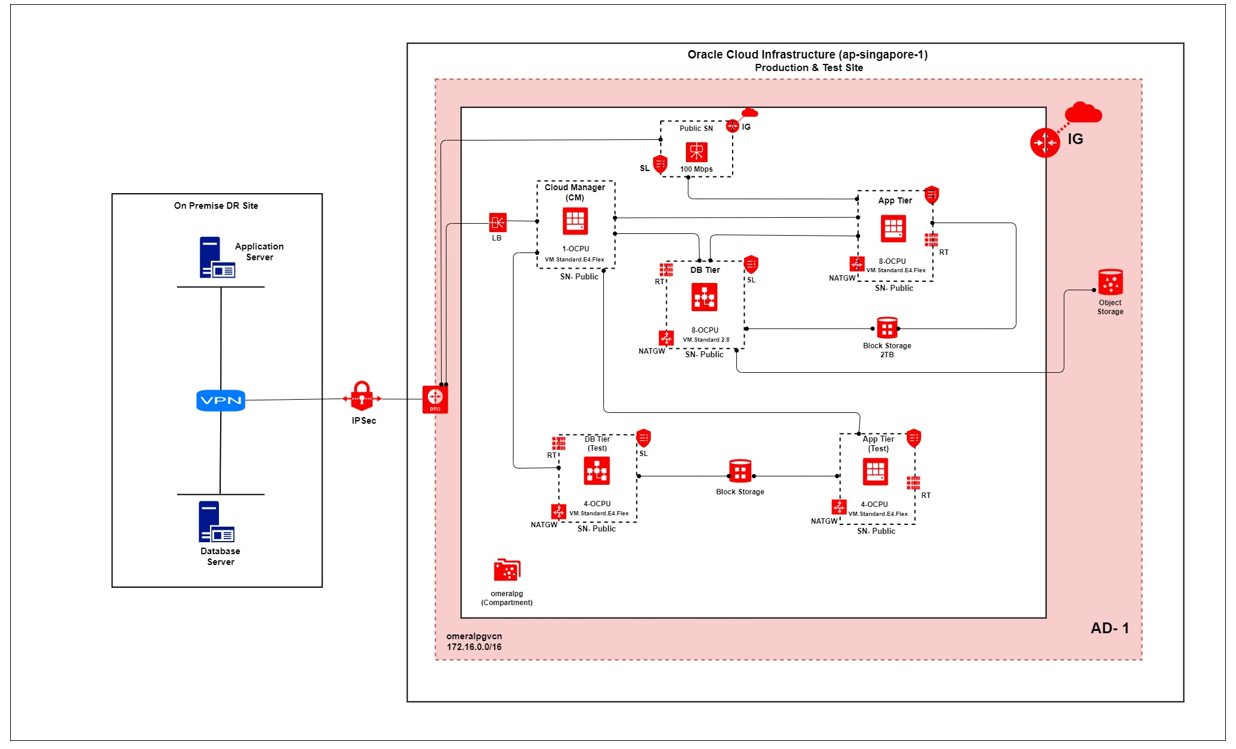 Oracle Cloud Infrastructure (ap-singapore-1)
Production & Test SIte
IG
Public SN
IG
SL
100 Mbps
Cloud Manager
(CM)
1-OCPU
VM.Standard.E4.Flex
SN- Public
LB
App Tier
8-OCPU
VM.Standard.E4.Flex
SN- Public
RT
NATGW
DB Tier
RT
SL
8-OCPU
VM.Standard 2.8
NATGW
SN- Public
Block Storage
2TB
Object
Storage
On Premise DR Site
Application
Server
VPN
IPSec
DRG
Database
Server
DB Tier
(Test)
RT
SL
4-OCPU
VM.Standard.E4.Flex
NATGW
SN- Public
Block Storage
App Tier
(Test)
RT
4-OCPU
VM.Standard.E4.Flex
NATGW
SN- Public
omeralpg
(Compartment)
omeralpgvcn
172.16.0.0/16
AD- 1